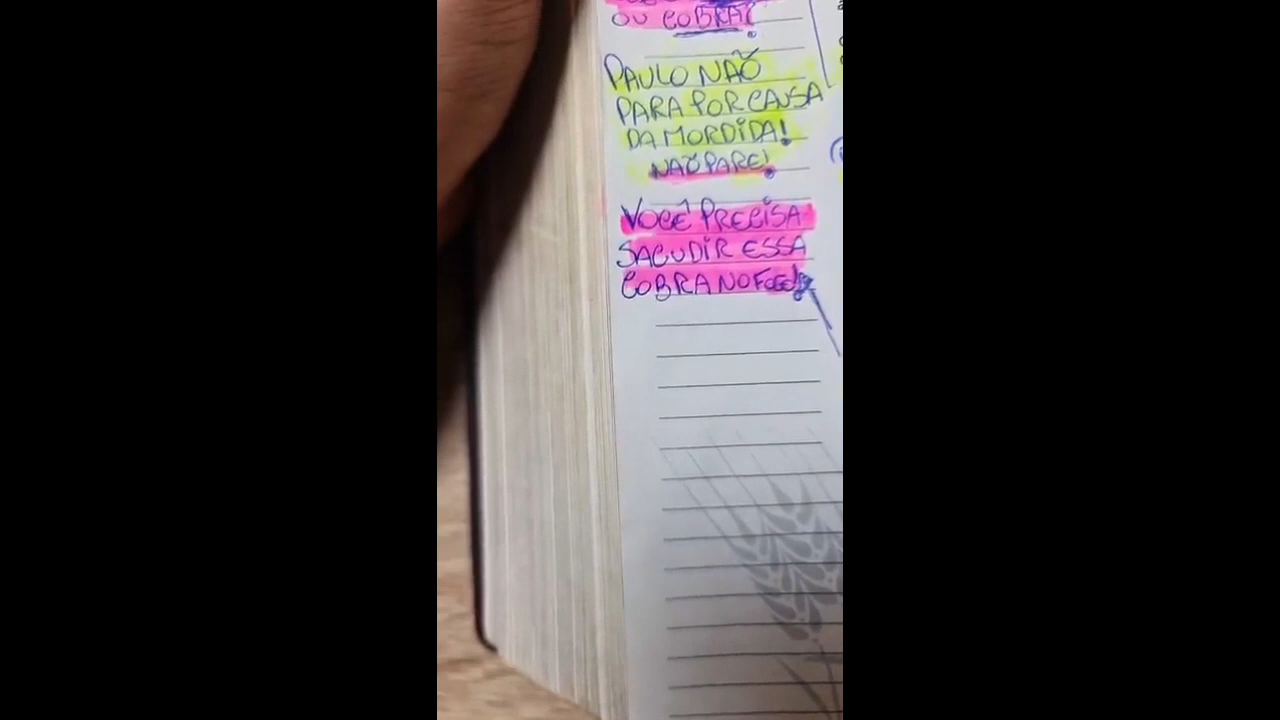 OU COBRA!
PAULO NÃO
PARA POR CAUSA
DA MORDIDA!
NÃO PARE!
VOCÊ PRECISA
SACUDIR ESSA
COBRA NO FOGO!